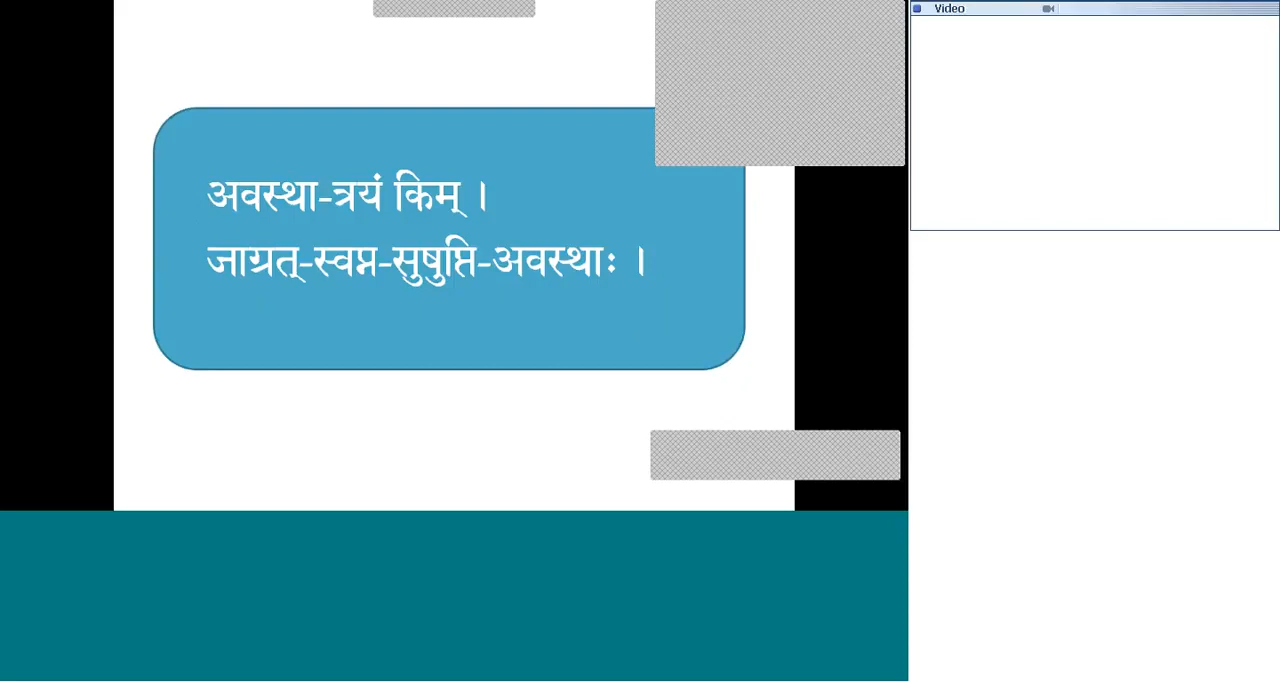 Video
अवस्था-त्रयं किम् ।
जाग्रत्-स्वप्न-सुषुप्ति-अवस्थाः ।